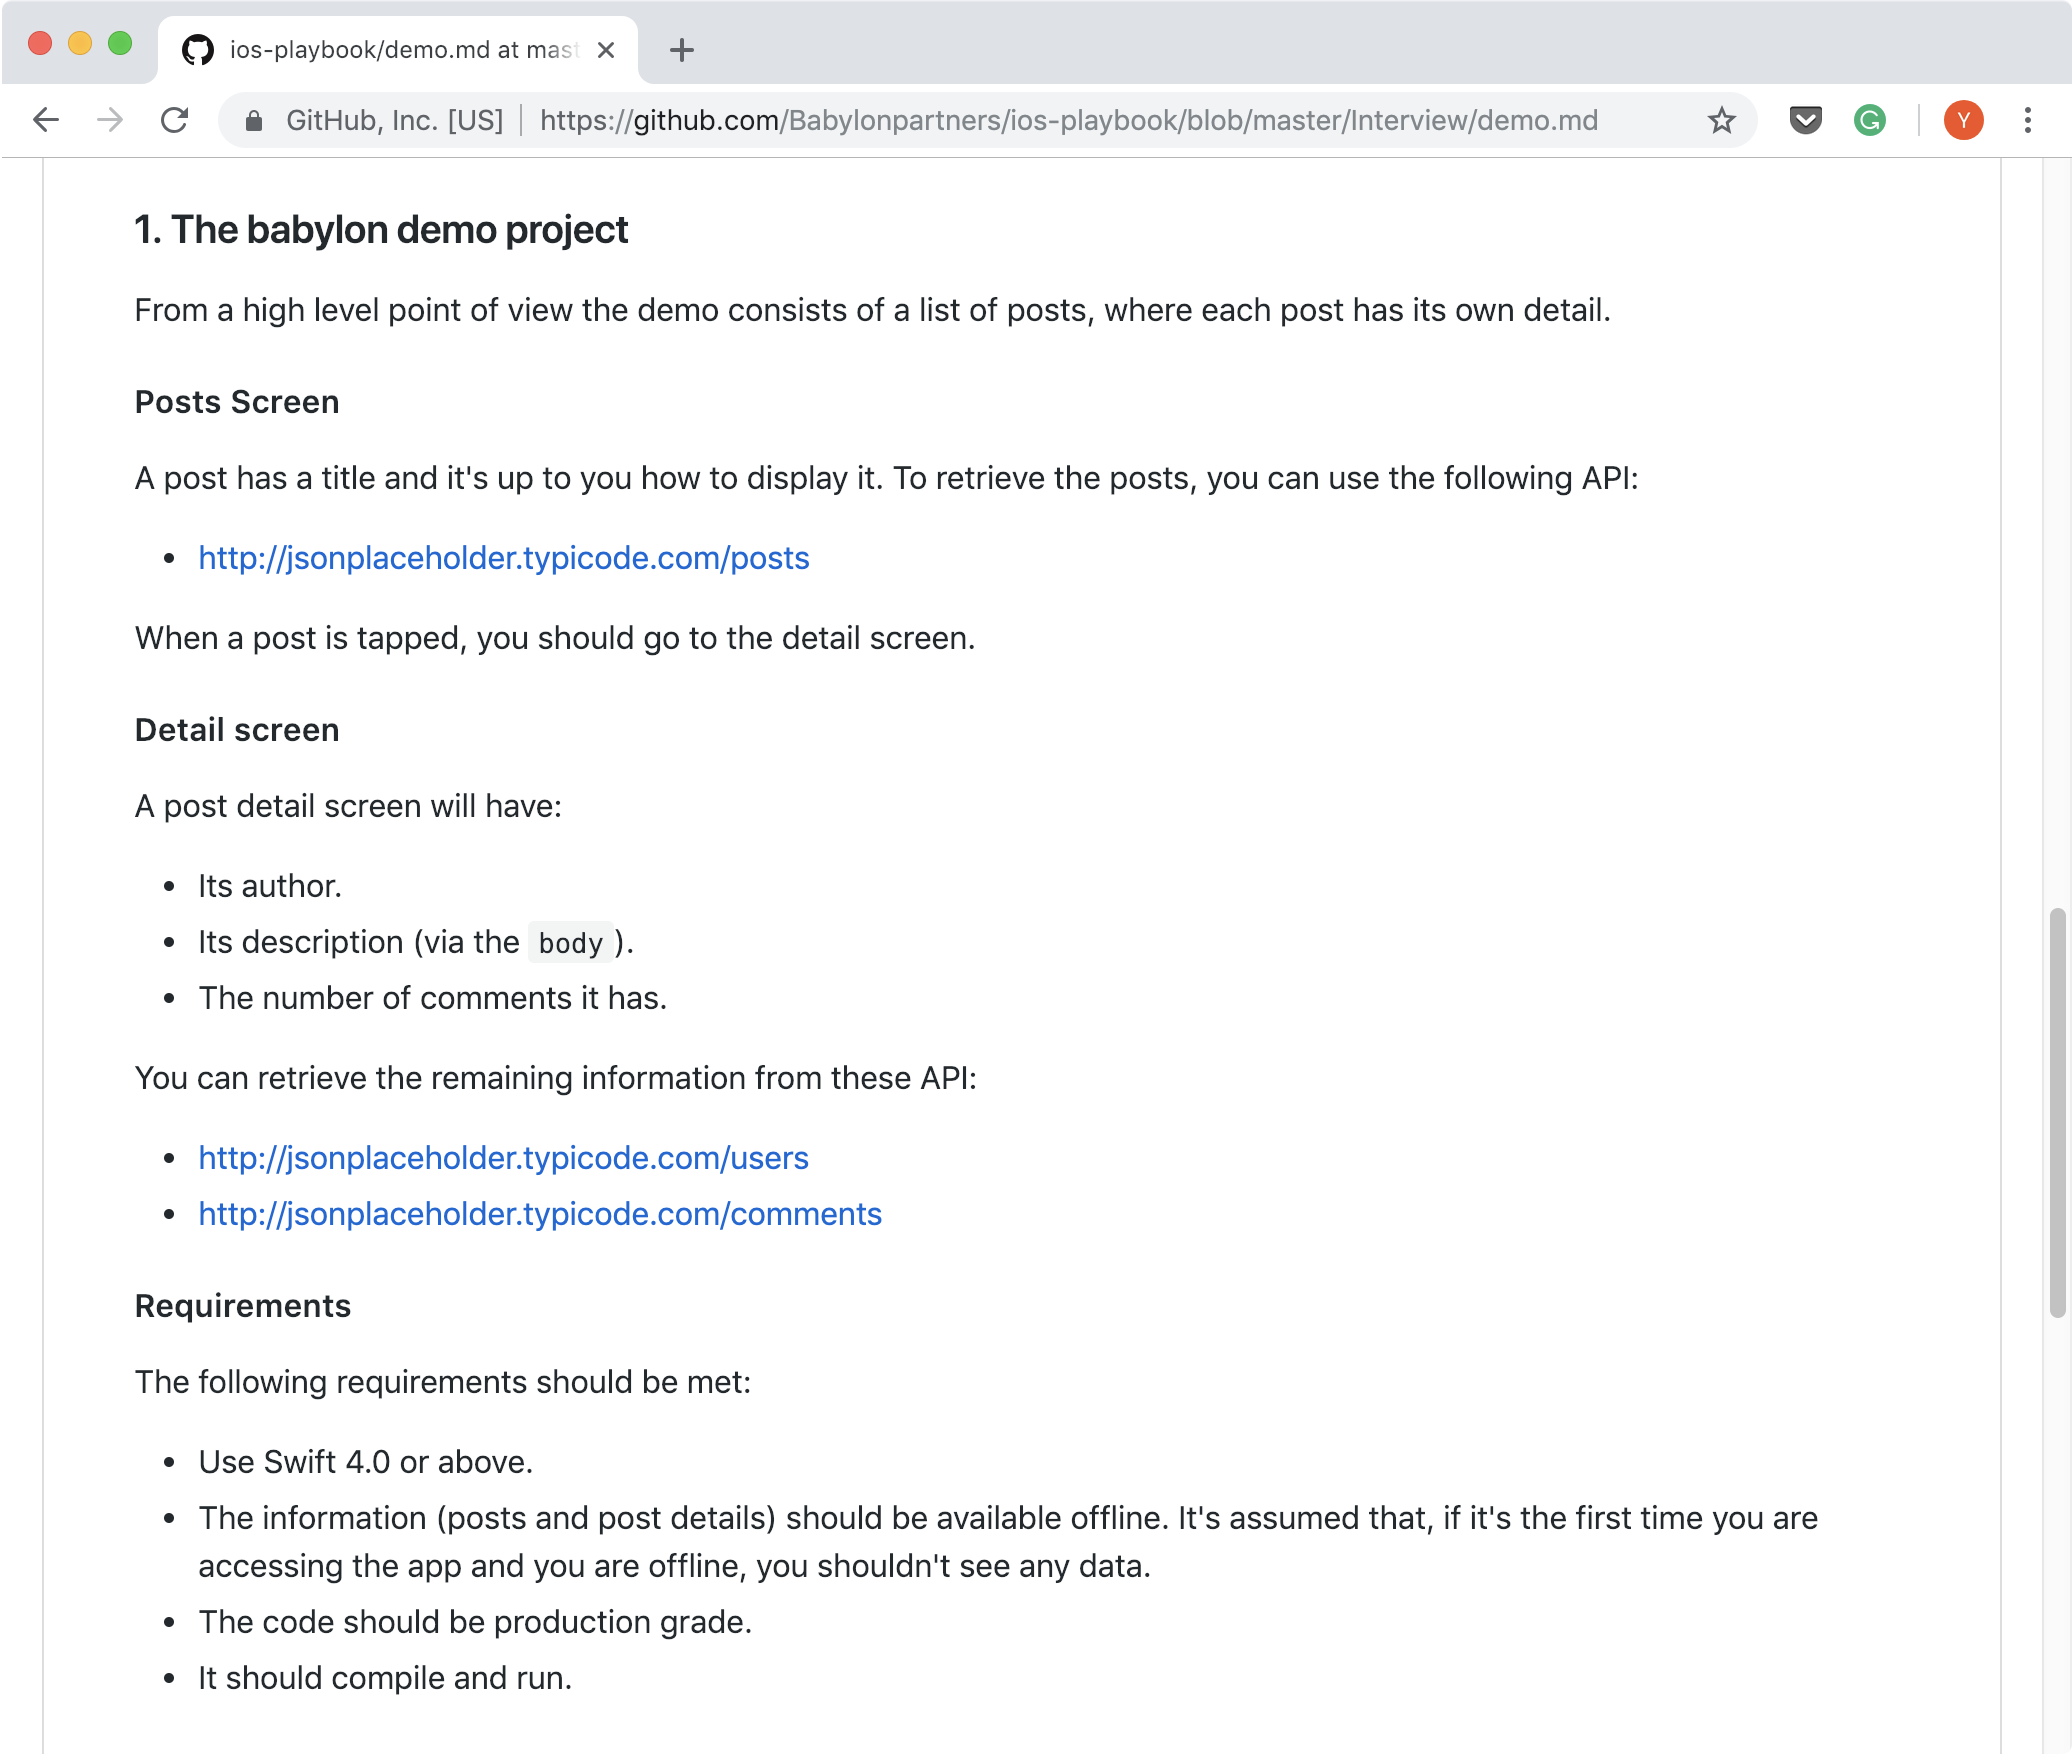 ios-playbook/demo.md at mast
GitHub, Inc. [US] https://github.com/Babylonpartners/ios-playbook/blob/master/Interview/demo.md
Y
1. The babylon demo project
From a high level point of view the demo consists of a list of posts, where each post has its own detail.
Posts Screen
A post has a title and it's up to you how to display it. To retrieve the posts, you can use the following API:
• http://jsonplaceholder.typicode.com/posts
When a post is tapped, you should go to the detail screen.
Detail screen
A post detail screen will have:
• Its author.
• Its description (via the body ).
• The number of comments it has.
You can retrieve the remaining information from these API:
• http://jsonplaceholder.typicode.com/users
• http://jsonplaceholder.typicode.com/comments
Requirements
The following requirements should be met:
• Use Swift 4.0 or above.
• The information (posts and post details) should be available offline. It's assumed that, if it's the first time you are
accessing the app and you are offline, you shouldn't see any data.
• The code should be production grade.
• It should compile and run.